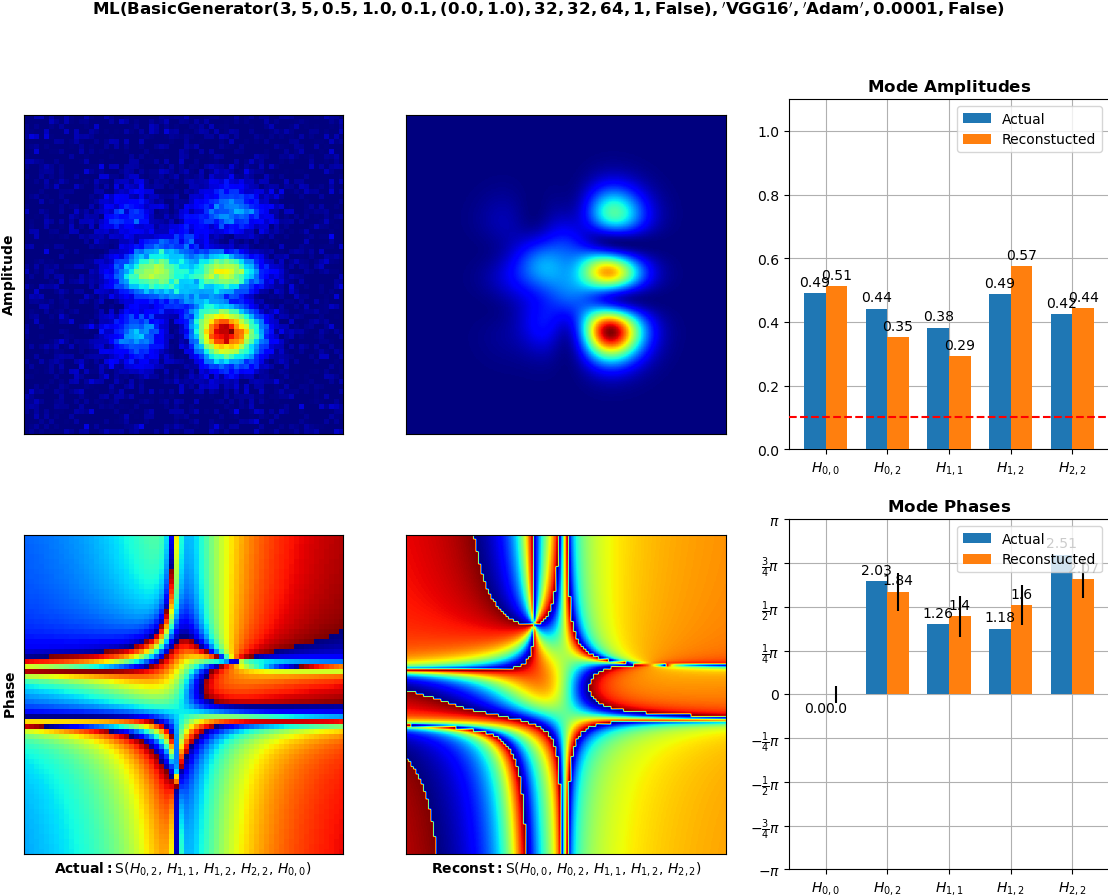 ML(BasicGenerator(3, 5, 0.5, 1.0, 0.1, (0.0, 1.0), 32, 32, 64, 1, False), ′VGG16′, ′Adam′, 0.0001, False)
Amplitude
Mode Amplitudes
Actual
Reconstucted
1.0
0.8
0.6
0.4
0.2
0.0
0.49
0.51
0.44
0.35
0.38
0.29
0.49
0.57
0.42
0.44
H0,0
H0,2
H1,1
H1,2
H2,2
Phase
Actual: S(H0,2, H1,1, H1,2, H2,2, H0,0)
Reconst: S(H0,0, H0,2, H1,1, H1,2, H2,2)
Mode Phases
Actual
Reconstucted
π
3/4π
1/2π
1/4π
0
−1/4π
−1/2π
−3/4π
−π
0.0
0.0
2.03
1.84
1.26
1.4
1.18
1.6
2.51
H0,0
H0,2
H1,1
H1,2
H2,2